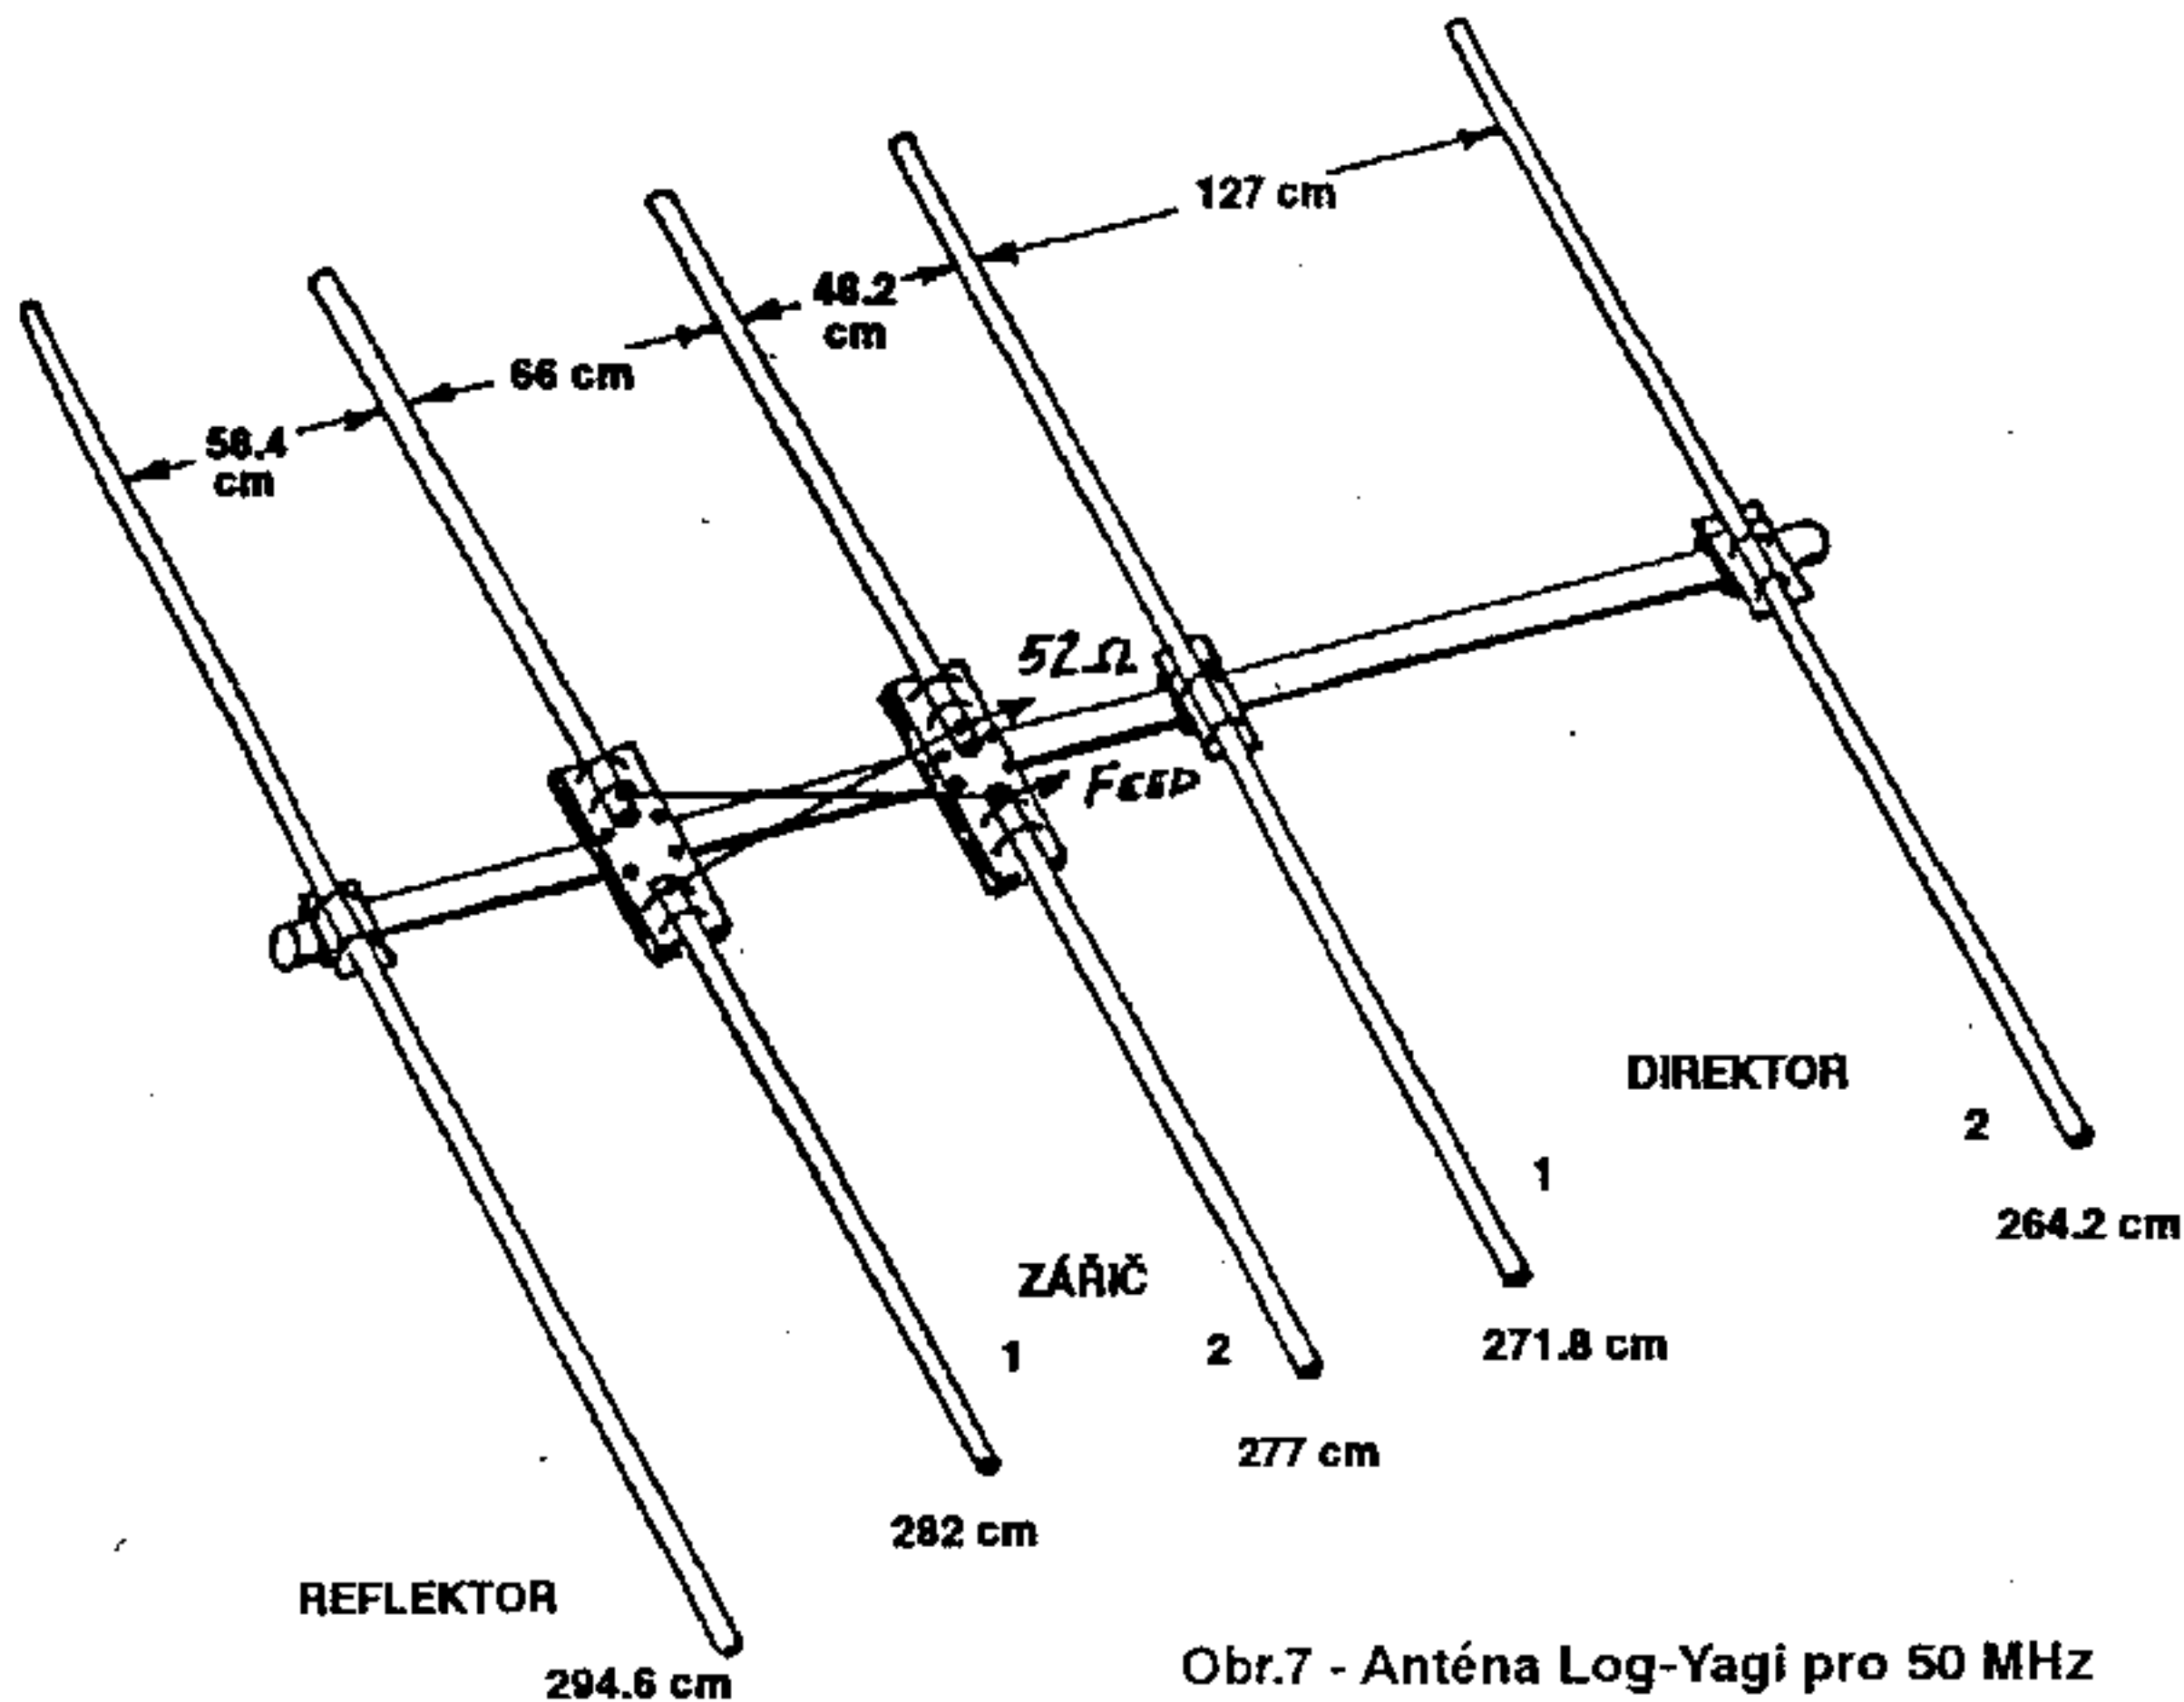 127 cm
48.2
cm
66 cm
58.4
cm
52Ω
FEED
DIREKTOR
2
1
264.2 cm
ZÁŘIČ
1
2
271.8 cm
277 cm
282 cm
REFLEKTOR
294.6 cm
Obr.7 - Anténa Log-Yagi pro 50 MHz